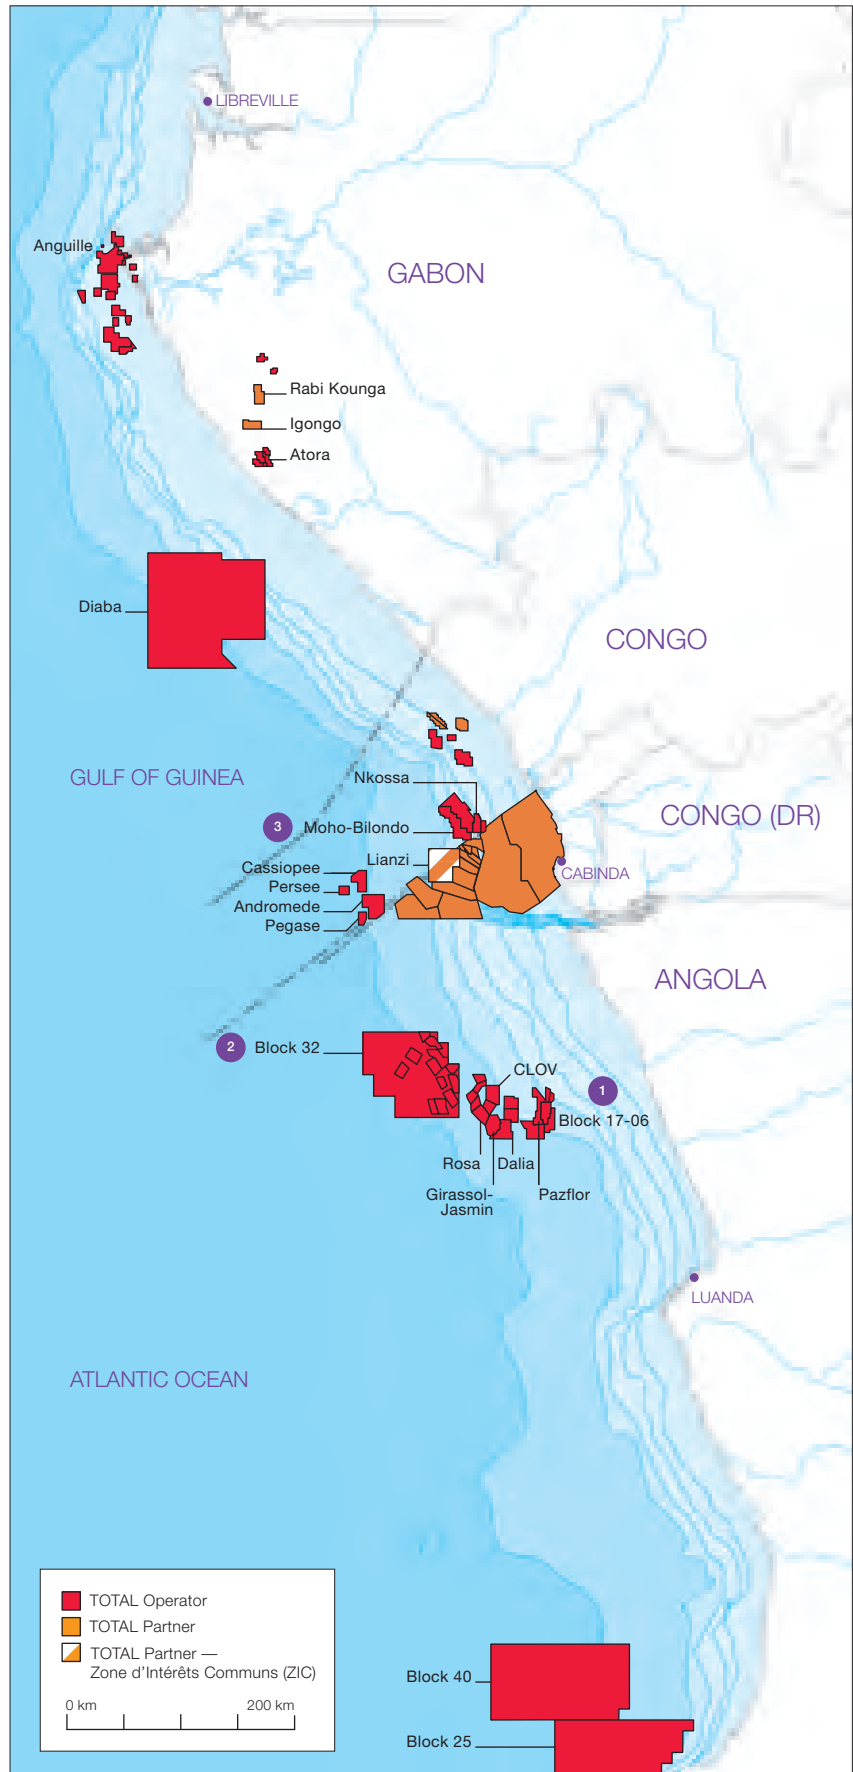 LIBREVILLE
Anguille
GABON
Rabi Kounga
Igongo
Atora
Diaba
CONGO
GULF OF GUINEA
Nkossa
3
Moho-Bilondo
CONGO (DR)
Lianzi
Cassiopee
CABINDA
Persee
Andromede
Pegase
ANGOLA
2
Block 32
CLOV
1
Block 17-06
Rosa
Dalia
Girassol-
Jasmin
Pazflor
LUANDA
ATLANTIC OCEAN
TOTAL Operator
TOTAL Partner
TOTAL Partner —
Zone d'Intérêts Communs (ZIC)
0 km
200 km
Block 40
Block 25